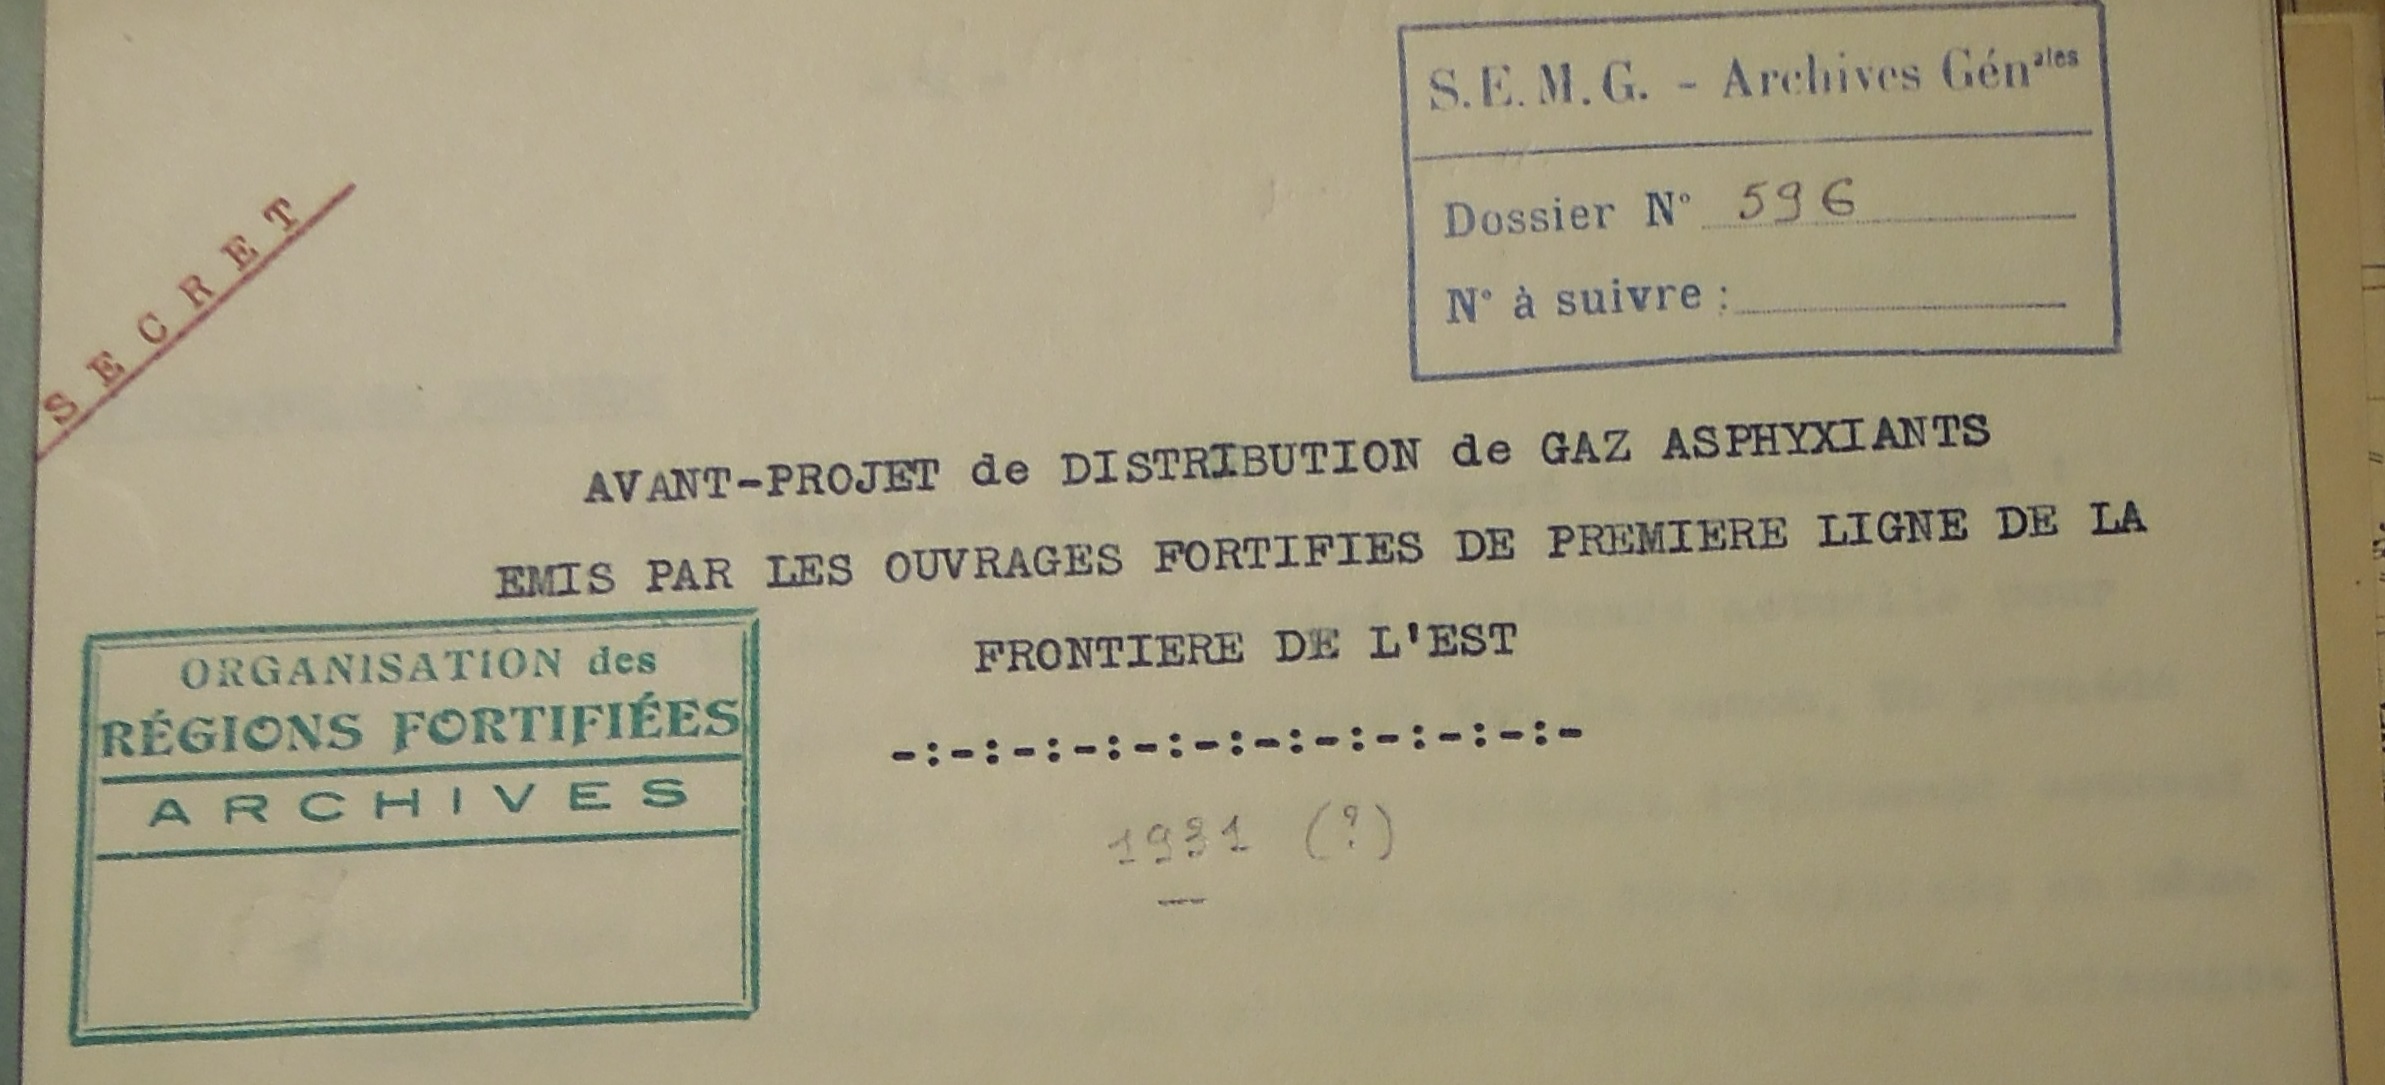 SECRET
S.E.M.G. - Archives Génales
Dossier N° 596
N° à suivre :
AVANT-PROJET de DISTRIBUTION de GAZ ASPHYXIANTS
EMIS PAR LES OUVRAGES FORTIFIES DE PREMIERE LIGNE DE LA
FRONTIERE DE L'EST
-:-:-:-:-:-:-:-:-:-:-:-
ORGANISATION des
RÉGIONS FORTIFIÉES
ARCHIVES
1931 (?)